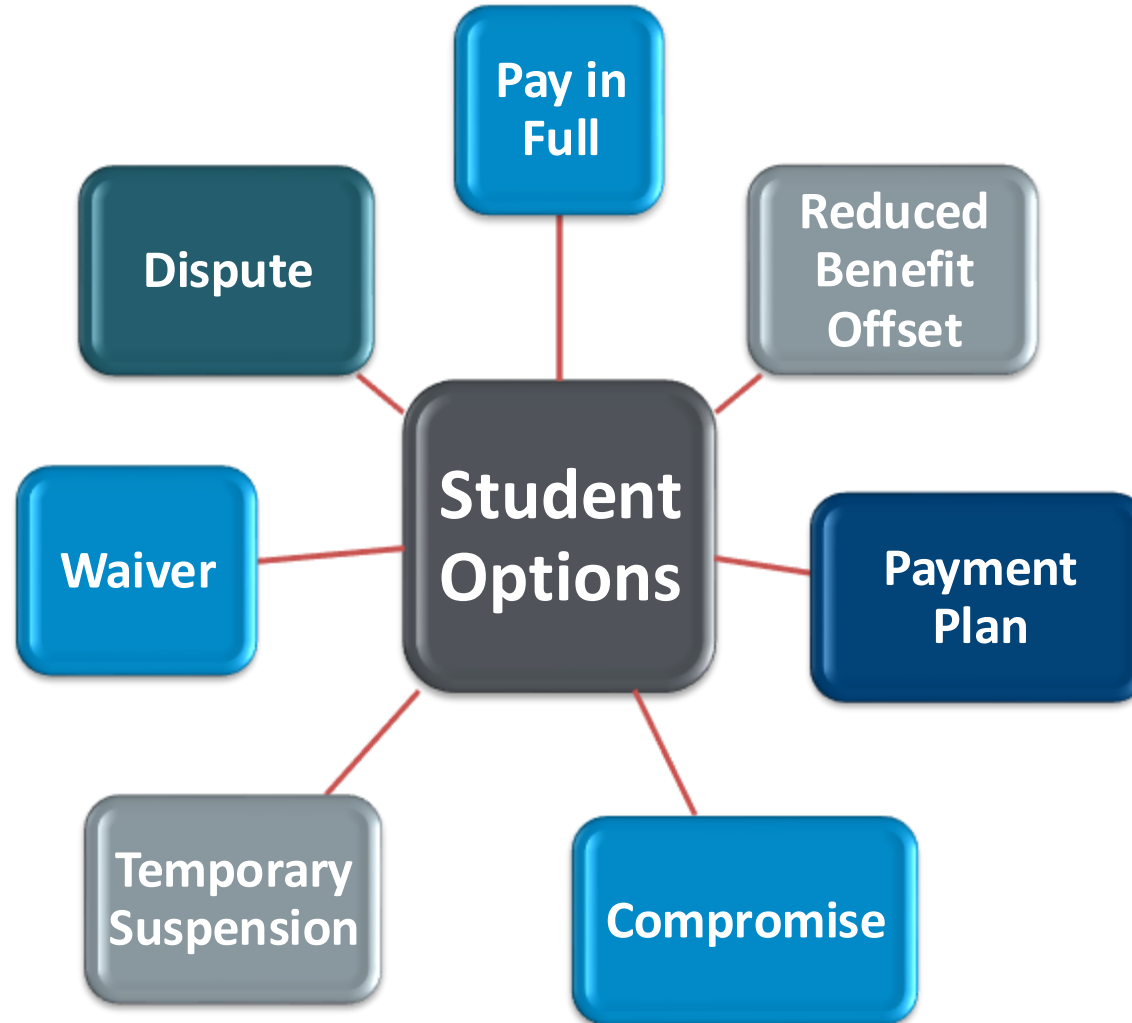 Pay in
Full
Reduced
Benefit
Offset
Payment
Plan
Compromise
Temporary
Suspension
Waiver
Dispute
Student
Options